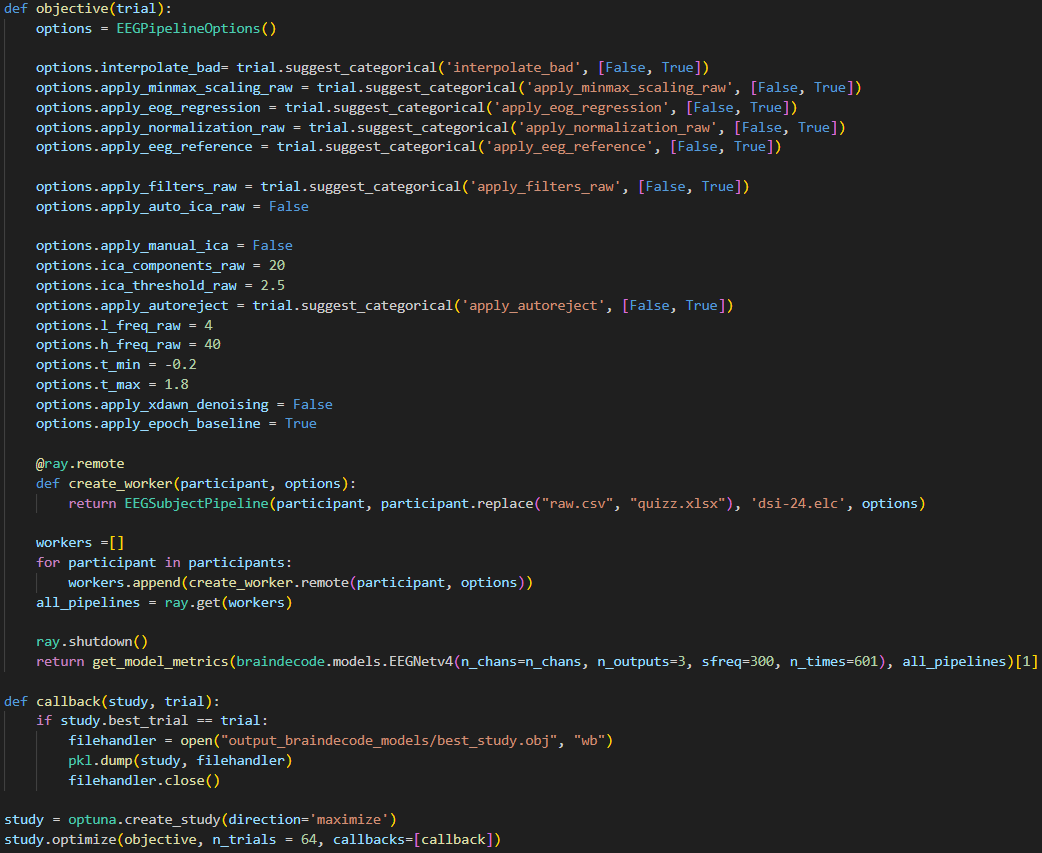 def objective(trial):
    options = EEGPipelineOptions()

    options.interpolate_bad= trial.suggest_categorical('interpolate_bad', [False, True])
    options.apply_minmax_scaling_raw = trial.suggest_categorical('apply_minmax_scaling_raw', [False, True])
    options.apply_eog_regression = trial.suggest_categorical('apply_eog_regression', [False, True])
    options.apply_normalization_raw = trial.suggest_categorical('apply_normalization_raw', [False, True])
    options.apply_eeg_reference = trial.suggest_categorical('apply_eeg_reference', [False, True])

    options.apply_filters_raw = trial.suggest_categorical('apply_filters_raw', [False, True])
    options.apply_auto_ica_raw = False

    options.apply_manual_ica = False
    options.ica_components_raw = 20
    options.ica_threshold_raw = 2.5
    options.apply_autoreject = trial.suggest_categorical('apply_autoreject', [False, True])
    options.l_freq_raw = 4
    options.h_freq_raw = 40
    options.t_min = -0.2
    options.t_max = 1.8
    options.apply_xdawn_denoising = False
    options.apply_epoch_baseline = True

    @ray.remote
    def create_worker(participant, options):
        return EEGSubjectPipeline(participant, participant.replace("raw.csv", "quizz.xlsx"), 'dsi-24.elc', options)

    workers =[]
    for participant in participants:
        workers.append(create_worker.remote(participant, options))
    all_pipelines = ray.get(workers)

    ray.shutdown()
    return get_model_metrics(braindecode.models.EEGNetv4(n_chans=n_chans, n_outputs=3, sfreq=300, n_times=601), all_pipelines)[1]

def callback(study, trial):
    if study.best_trial == trial:
        filehandler = open("output_braindecode_models/best_study.obj", "wb")
        pkl.dump(study, filehandler)
        filehandler.close()

study = optuna.create_study(direction='maximize')
study.optimize(objective, n_trials = 64, callbacks=[callback])